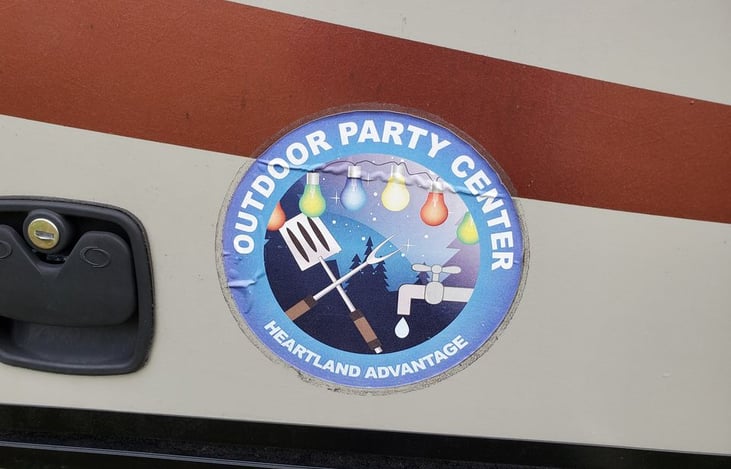 OUTDOOR PARTY CENTER
HEARTLAND ADVANTAGE